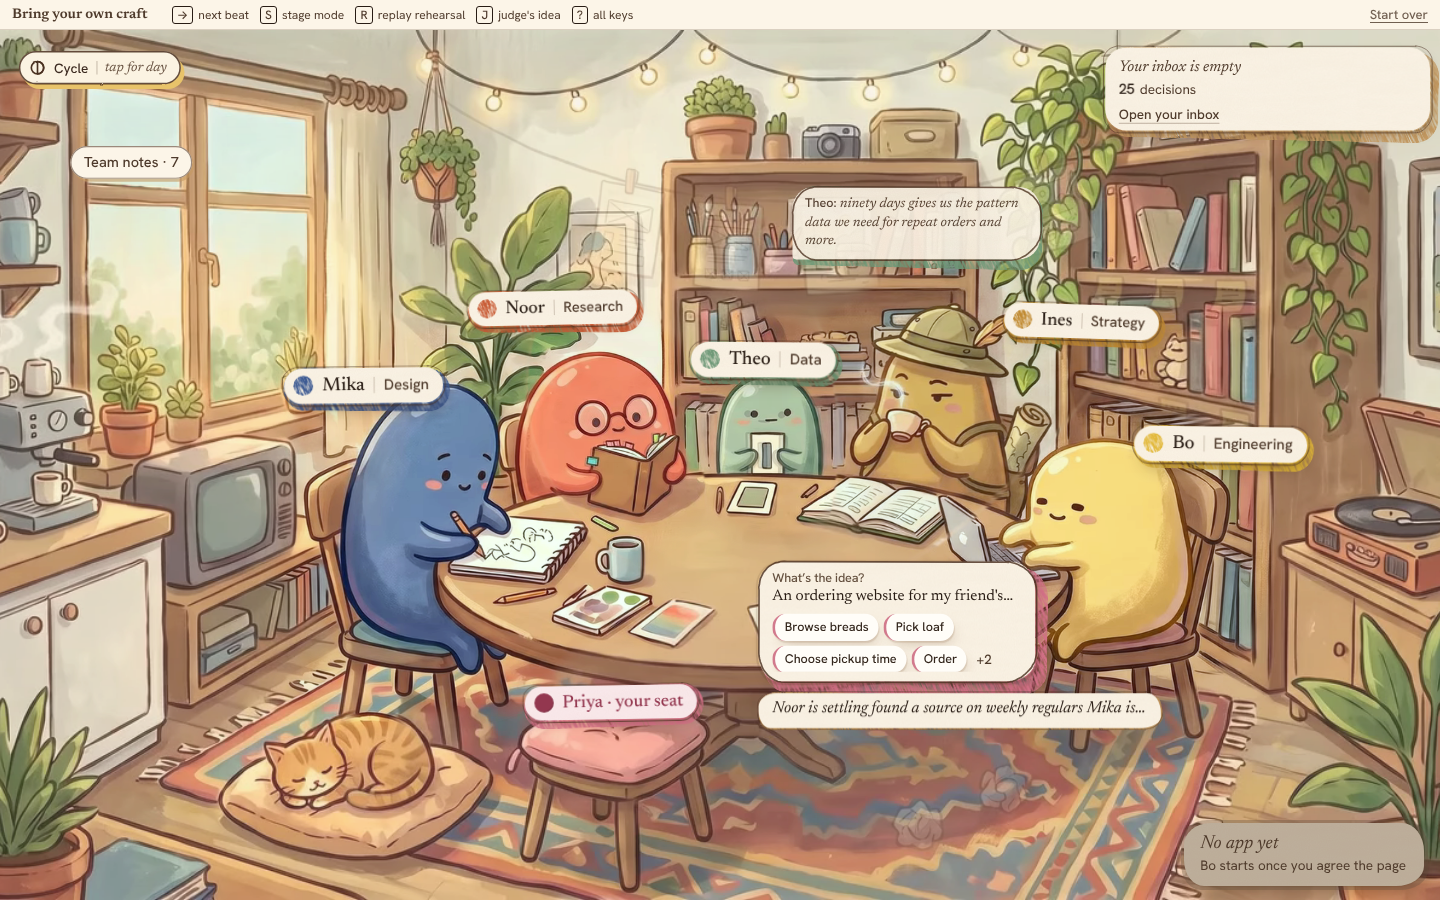 Bring your own craft → next beat S stage mode R replay rehearsal J judge's idea ? all keys Start over
Cycle tap for day
Your inbox is empty
25 decisions
Open your inbox
Team notes · 7
Theo: ninety days gives us the pattern
data we need for repeat orders and
more.
Noor Research
Ines Strategy
Theo Data
Mika Design
Bo Engineering
What's the idea?
An ordering website for my friend's...
Browse breads Pick loaf
Choose pickup time Order +2
Priya · your seat
Noor is settling found a source on weekly regulars Mika is...
No app yet
Bo starts once you agree the page